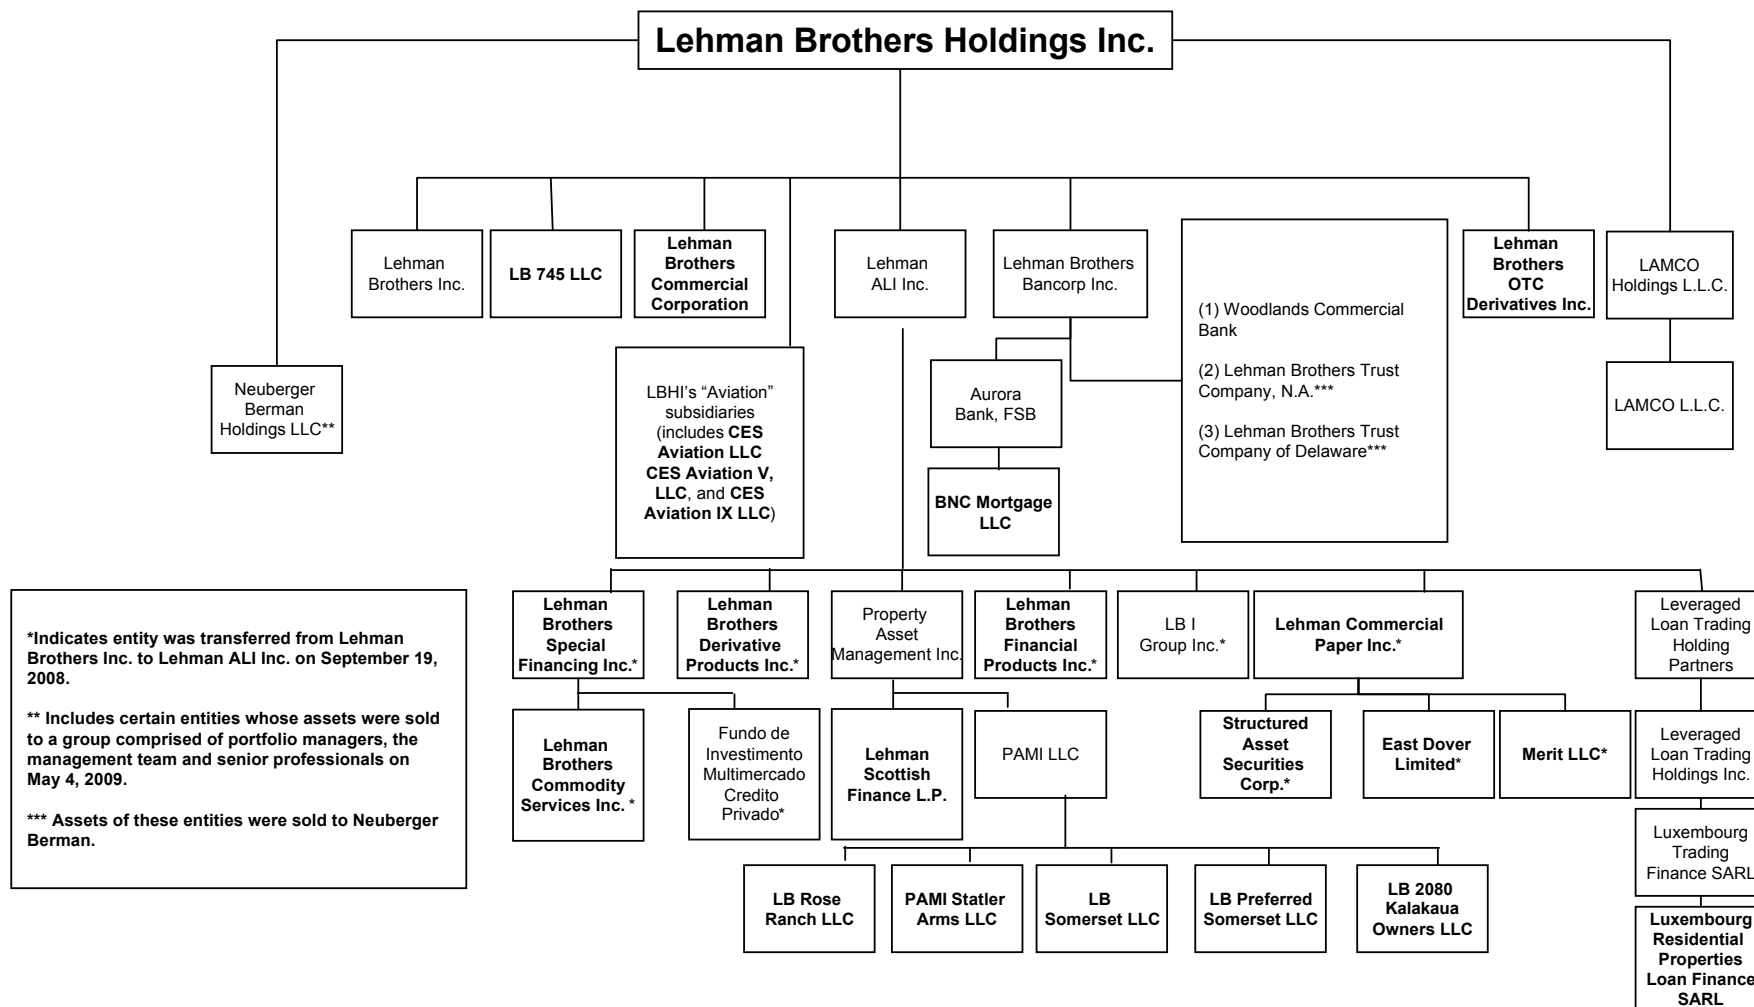 Lehman Brothers Holdings Inc.
Lehman
Brothers Inc.
LB 745 LLC
Lehman
Brothers
Commercial
Corporation
Lehman
ALI Inc.
Lehman Brothers
Bancorp Inc.
(1) Woodlands Commercial
Bank
(2) Lehman Brothers Trust
Company, N.A.***
(3) Lehman Brothers Trust
Company of Delaware***
Lehman
Brothers
OTC
Derivatives Inc.
LAMCO
Holdings L.L.C.
Neuberger
Berman
Holdings LLC**
LBHI's “Aviation”
subsidiaries
(includes CES
Aviation LLC
CES Aviation V,
LLC, and CES
Aviation IX LLC)
Aurora
Bank, FSB
LAMCO L.L.C.
BNC Mortgage
LLC
*Indicates entity was transferred from Lehman
Brothers Inc. to Lehman ALI Inc. on September 19,
2008.
** Includes certain entities whose assets were sold
to a group comprised of portfolio managers, the
management team and senior professionals on
May 4, 2009.
*** Assets of these entities were sold to Neuberger
Berman.
Lehman
Brothers
Special
Financing Inc.*
Lehman
Brothers
Derivative
Products Inc.*
Property
Asset
Management Inc.
Lehman
Brothers
Financial
Products Inc.*
LB I
Group Inc.*
Lehman Commercial
Paper Inc.*
Leveraged
Loan Trading
Holding
Partners
Lehman
Brothers
Commodity
Services Inc. *
Fundo de
Investimento
Multimercado
Credito
Privado*
Lehman
Scottish
Finance L.P.
PAMI LLC
Structured
Asset
Securities
Corp.*
East Dover
Limited*
Merit LLC*
Leveraged
Loan Trading
Holdings Inc.
Luxembourg
Trading
Finance SARL
LB Rose
Ranch LLC
PAMI Statler
Arms LLC
LB
Somerset LLC
LB Preferred
Somerset LLC
LB 2080
Kalakaua
Owners LLC
Luxembourg
Residential
Properties
Loan Finance
SARL